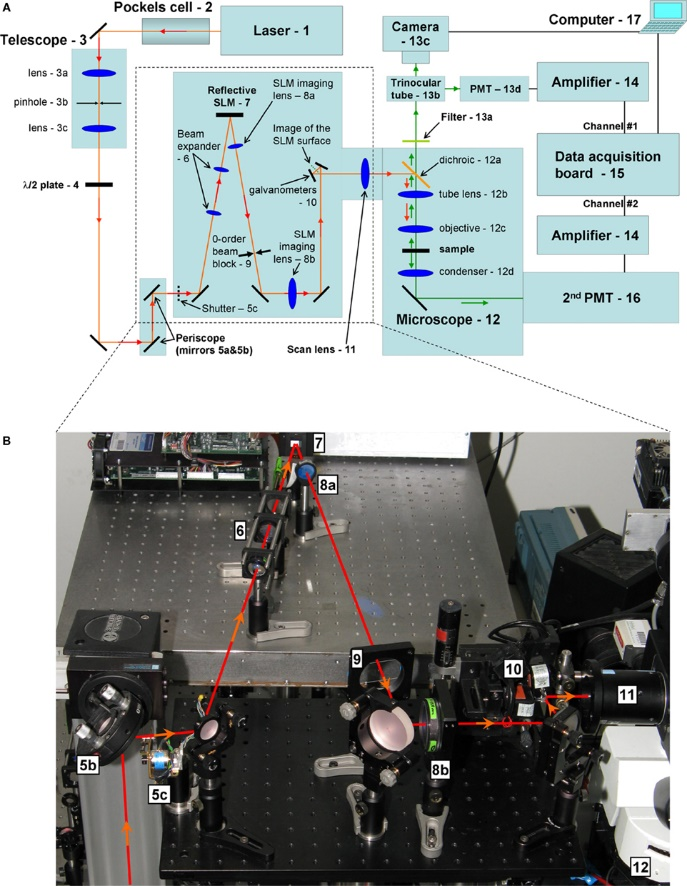 A
Pockels cell - 2
Laser - 1
Telescope - 3
lens - 3a
pinhole - 3b
lens - 3c
λ/2 plate - 4
Reflective
SLM - 7
SLM imaging
lens – 8a
Beam
expander
- 6
Image of the
SLM surface
galvanometers
- 10
0-order
beam
block - 9
SLM
imaging
lens – 8b
Shutter – 5c
Periscope
(mirrors 5a&5b)
Scan lens - 11
Camera
- 13c
Computer - 17
Trinocular
tube - 13b
PMT – 13d
Amplifier - 14
Filter - 13a
Channel #1
dichroic - 12a
Data acquisition
board - 15
tube lens - 12b
Channel #2
objective - 12c
Amplifier - 14
sample
condenser - 12d
2nd PMT - 16
Microscope - 12
B
7
8a
6
9
10
11
5b
5c
8b
12